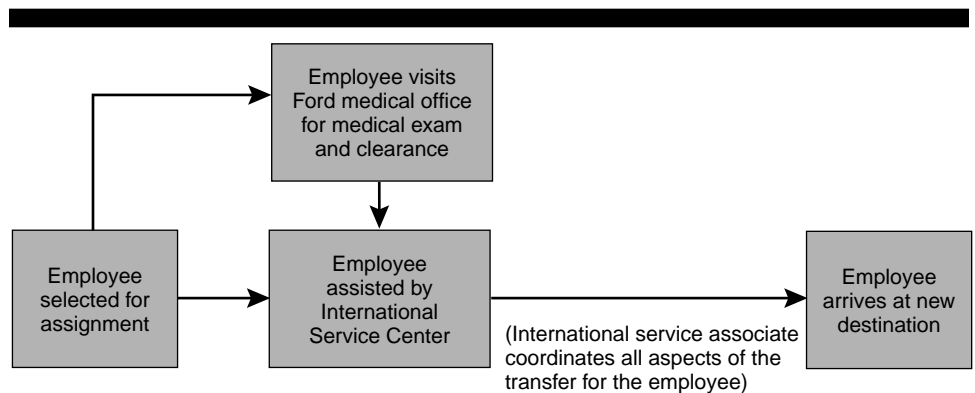 Employee visits
Ford medical office
for medical exam
and clearance
Employee
selected for
assignment
Employee
assisted by
International
Service Center
(International service associate
coordinates all aspects of the
transfer for the employee)
Employee
arrives at new
destination